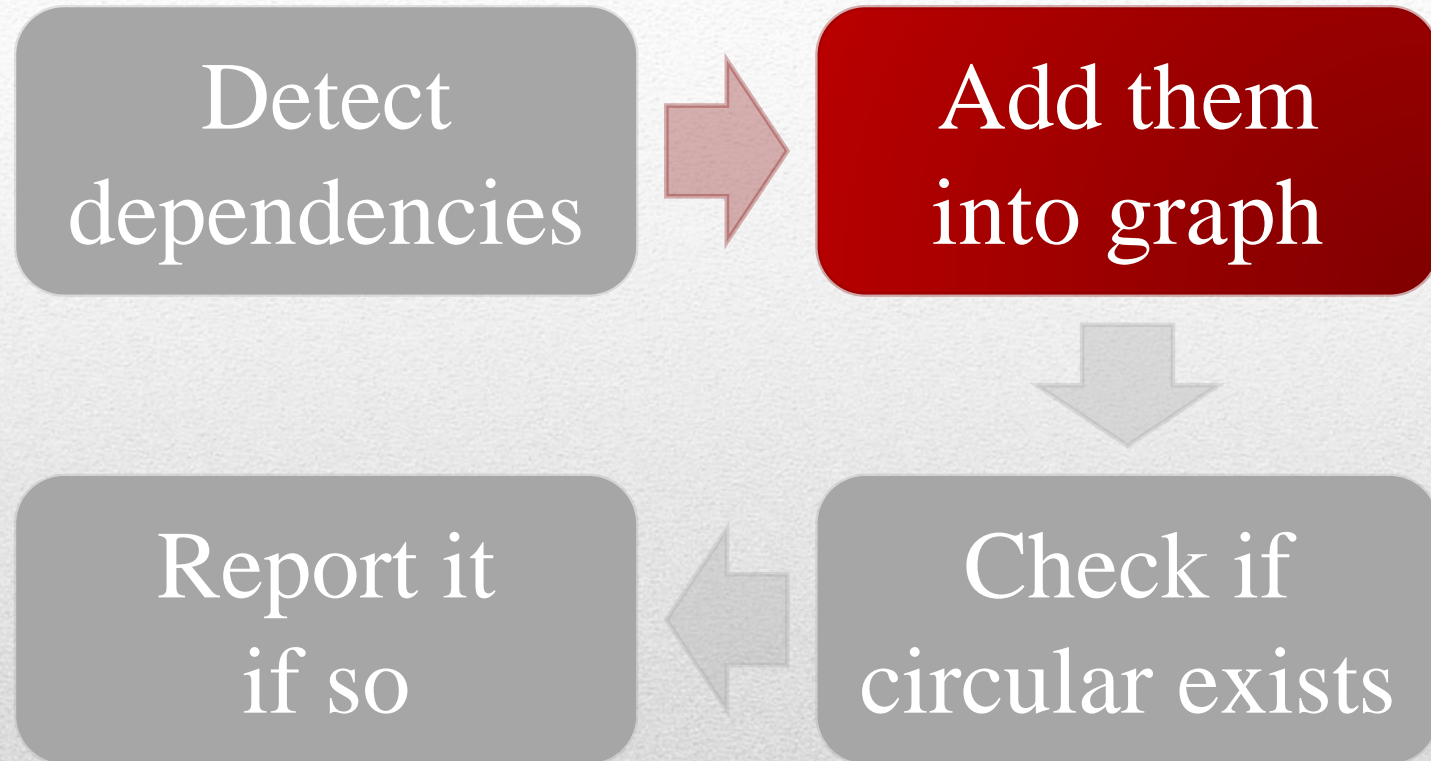 Detect
dependencies
Add them
into graph
Check if
circular exists
Report it
if so